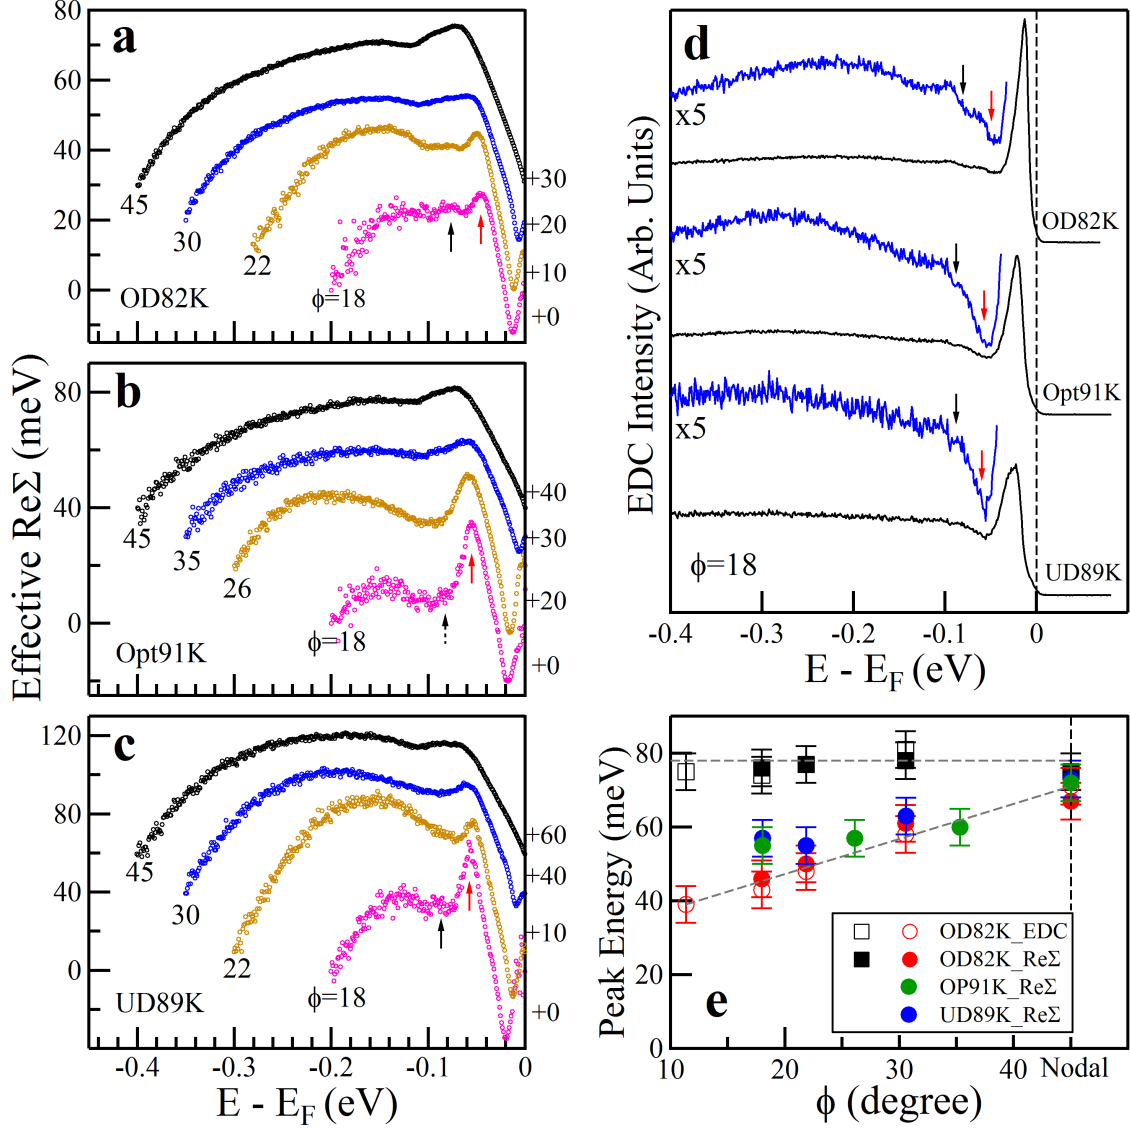 Effective ReΣ (meV)
80
60
40
20
0
a
45
30
22
ϕ=18
OD82K
+30
+20
+10
+0
80
40
0
b
45
35
26
ϕ=18
Opt91K
+40
+30
+20
+0
120
80
40
0
c
45
30
22
ϕ=18
UD89K
+60
+40
+10
+0
-0.4 -0.3 -0.2 -0.1 0
E - EF (eV)
EDC Intensity (Arb. Units)
d
x5
OD82K
x5
Opt91K
x5
UD89K
ϕ=18
-0.4 -0.3 -0.2 -0.1 0
E - EF (eV)
Peak Energy (meV)
80
60
40
20
0
e
OD82K_EDC
OD82K_ReΣ
OP91K_ReΣ
UD89K_ReΣ
10 20 30 40 Nodal
ϕ (degree)